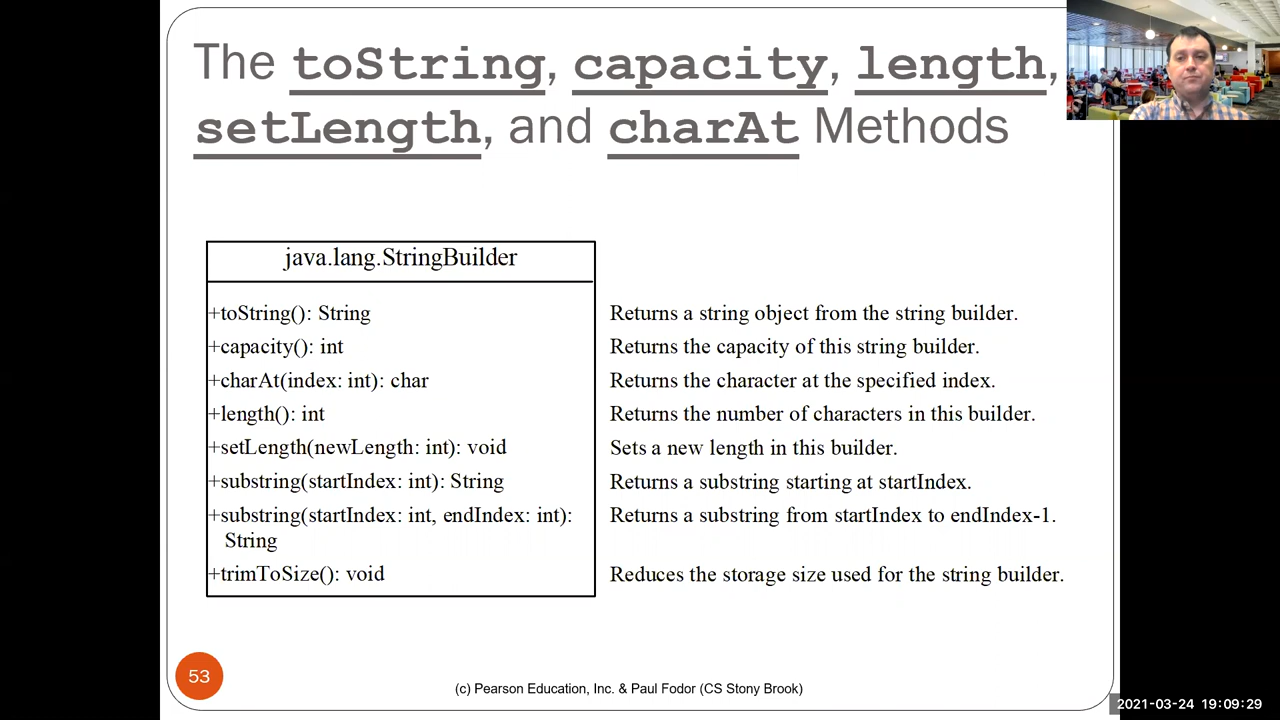 The toString, capacity, length,
setLength, and charAt Methods
java.lang.StringBuilder
+toString(): String Returns a string object from the string builder.
+capacity(): int Returns the capacity of this string builder.
+charAt(index: int): char Returns the character at the specified index.
+length(): int Returns the number of characters in this builder.
+setLength(newLength: int): void Sets a new length in this builder.
+substring(startIndex: int): String Returns a substring starting at startIndex.
+substring(startIndex: int, endIndex: int): Returns a substring from startIndex to endIndex-1.
String
+trimToSize(): void Reduces the storage size used for the string builder.
53
(c) Pearson Education, Inc. & Paul Fodor (CS Stony Brook)
2021-03-24 19:09:29